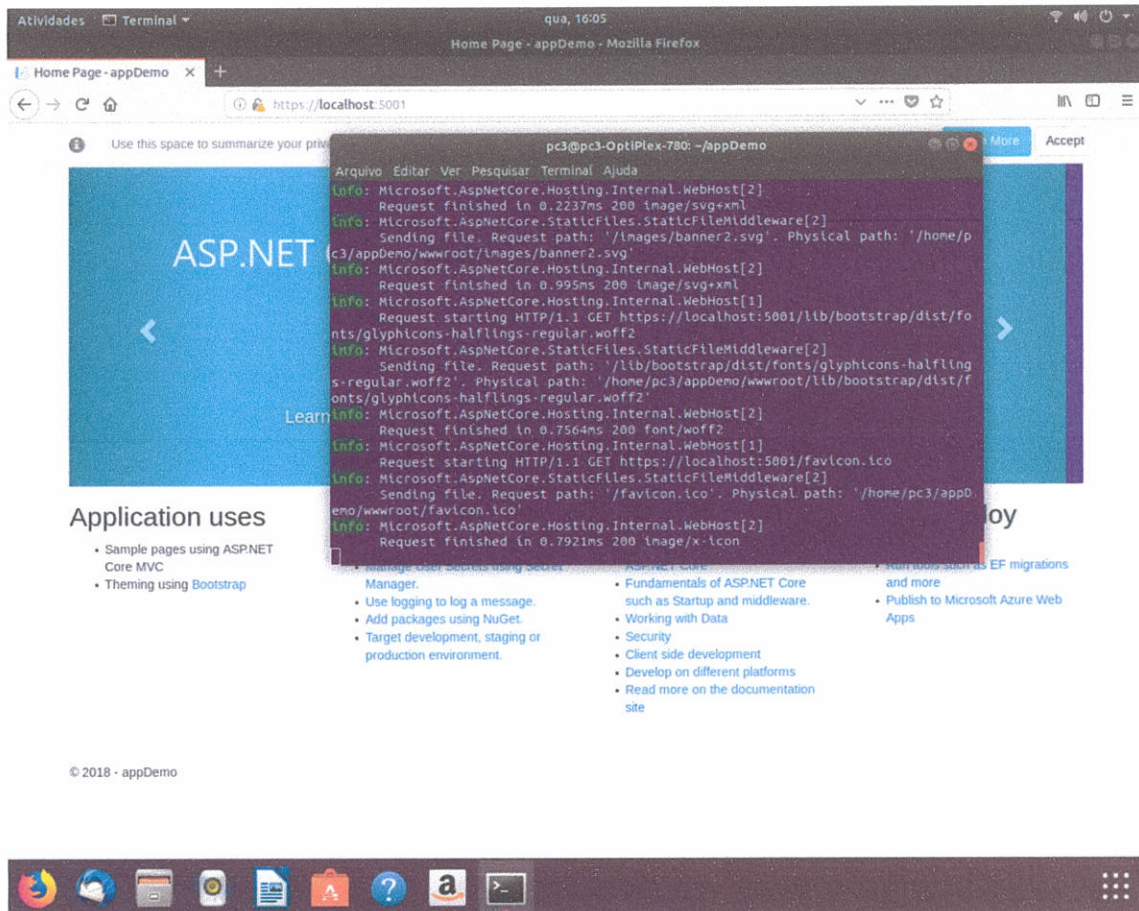 Atividades Terminal
qua, 16:05
Home Page - appDemo - Mozilla Firefox
Home Page - appDemo
https://localhost:5001
Use this space to summarize your
More
Accept
ASP.NET
Learn
pc3@pc3-OptiPlex-780: ~/appDemo
Arquivo Editar Ver Pesquisar Terminal Ajuda
info: Microsoft.AspNetCore.Hosting.Internal.WebHost[2]
Request finished in 0.2237ms 200 image/svg+xml
info: Microsoft.AspNetCore.StaticFiles.StaticFileMiddleware[2]
Sending file. Request path: '/images/banner2.svg'. Physical path: '/home/p
c3/appDemo/wwwroot/images/banner2.svg'
info: Microsoft.AspNetCore.Hosting.Internal.WebHost[2]
Request finished in 0.995ms 200 image/svg+xml
info: Microsoft.AspNetCore.Hosting.Internal.WebHost[1]
Request starting HTTP/1.1 GET https://localhost:5001/lib/bootstrap/dist/fo
nts/glyphicons-halflings-regular.woff2
info: Microsoft.AspNetCore.StaticFiles.StaticFileMiddleware[2]
Sending file. Request path: '/lib/bootstrap/dist/fonts/glyphicons-halfling
s-regular.woff2'. Physical path: '/home/pc3/appDemo/wwwroot/lib/bootstrap/dist/f
onts/glyphicons-halflings-regular.woff2'
info: Microsoft.AspNetCore.Hosting.Internal.WebHost[2]
Request finished in 0.7564ms 200 font/woff2
info: Microsoft.AspNetCore.Hosting.Internal.WebHost[1]
Request starting HTTP/1.1 GET https://localhost:5001/favicon.ico
info: Microsoft.AspNetCore.StaticFiles.StaticFileMiddleware[2]
Sending file. Request path: '/favicon.ico'. Physical path: '/home/pc3/appD
emo/wwwroot/favicon.ico'
info: Microsoft.AspNetCore.Hosting.Internal.WebHost[2]
Request finished in 0.7921ms 200 image/x-icon
Application uses
Sample pages using ASP.NET
Core MVC
Theming using Bootstrap
Manage User Secrets using Secret
Manager.
Use logging to log a message.
Add packages using NuGet.
Target development, staging or
production environment.
ASP.NET Core
Fundamentals of ASP.NET Core
such as Startup and middleware.
Working with Data
Security
Client side development
Develop on different platforms
Read more on the documentation
site
loy
Run tools such as EF migrations
and more
Publish to Microsoft Azure Web
Apps
© 2018 - appDemo
a